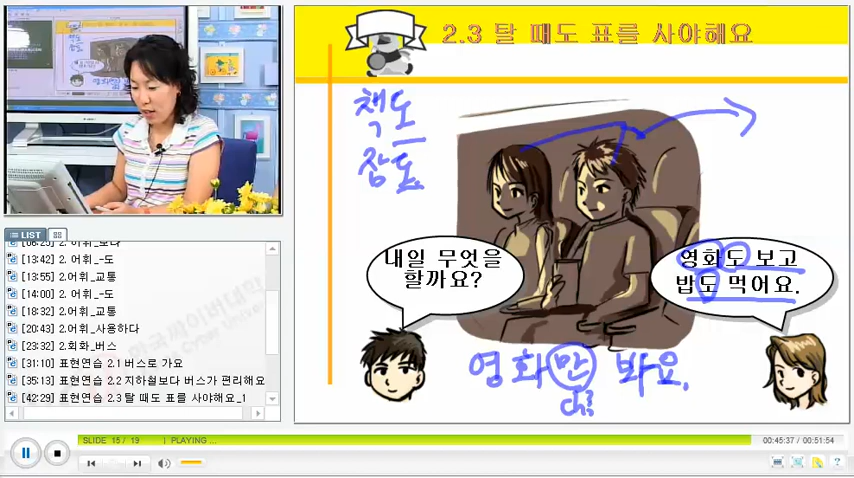 2.3 탈 때도 표를 사야해요
책도
잠도
내일 무엇을
할까요?
영화도 보고
밥도 먹어요.
영화만 봐요.
LIST
[13:42] 2. 어휘_-도
[13:55] 2. 어휘_교통
[14:00] 2. 어휘_-도
[18:32] 2.어휘_교통
[20:43] 2.어휘_사용하다
[23:32] 2.회화_버스
[31:10] 표현연습 2.1 버스로 가요
[35:13] 표현연습 2.2 지하철보다 버스가 편리해요
[42:29] 표현연습 2.3 탈 때도 표를 사야해요_1
SLIDE 15 / 19 | PLAYING ...
00:45:37 | 00:51:54